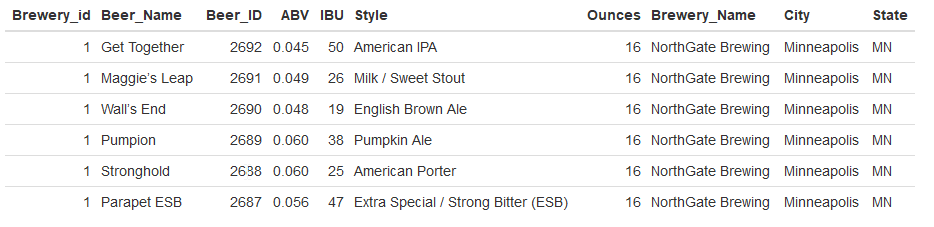 Brewery_id Beer_Name Beer_ID ABV IBU Style Ounces Brewery_Name City State
1 Get Together 2692 0.045 50 American IPA 16 NorthGate Brewing Minneapolis MN
1 Maggie’s Leap 2691 0.049 26 Milk / Sweet Stout 16 NorthGate Brewing Minneapolis MN
1 Wall’s End 2690 0.048 19 English Brown Ale 16 NorthGate Brewing Minneapolis MN
1 Pumpion 2689 0.060 38 Pumpkin Ale 16 NorthGate Brewing Minneapolis MN
1 Stronghold 2688 0.060 25 American Porter 16 NorthGate Brewing Minneapolis MN
1 Parapet ESB 2687 0.056 47 Extra Special / Strong Bitter (ESB) 16 NorthGate Brewing Minneapolis MN